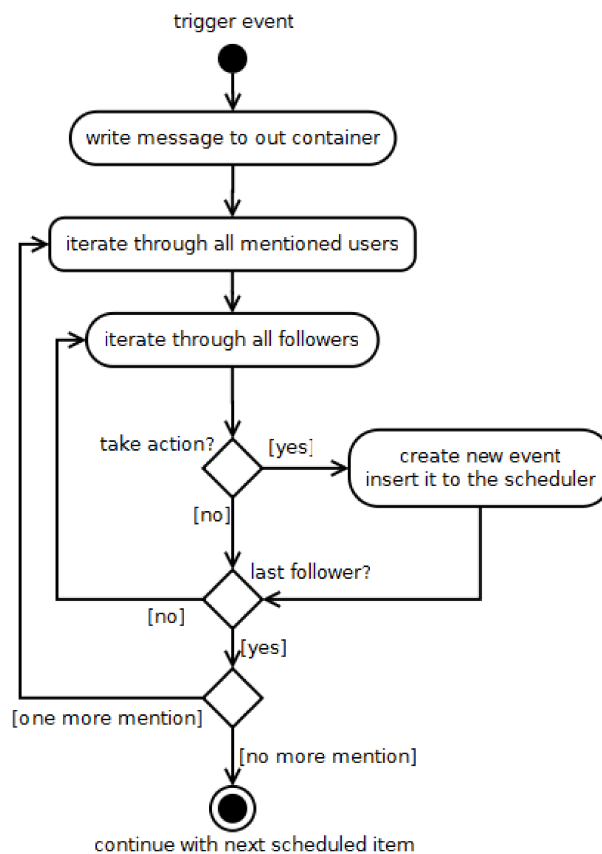 trigger event
write message to out container
iterate through all mentioned users
iterate through all followers
take action?
[yes]
create new event
insert it to the scheduler
[no]
last follower?
[no]
[yes]
[one more mention]
[no more mention]
continue with next scheduled item